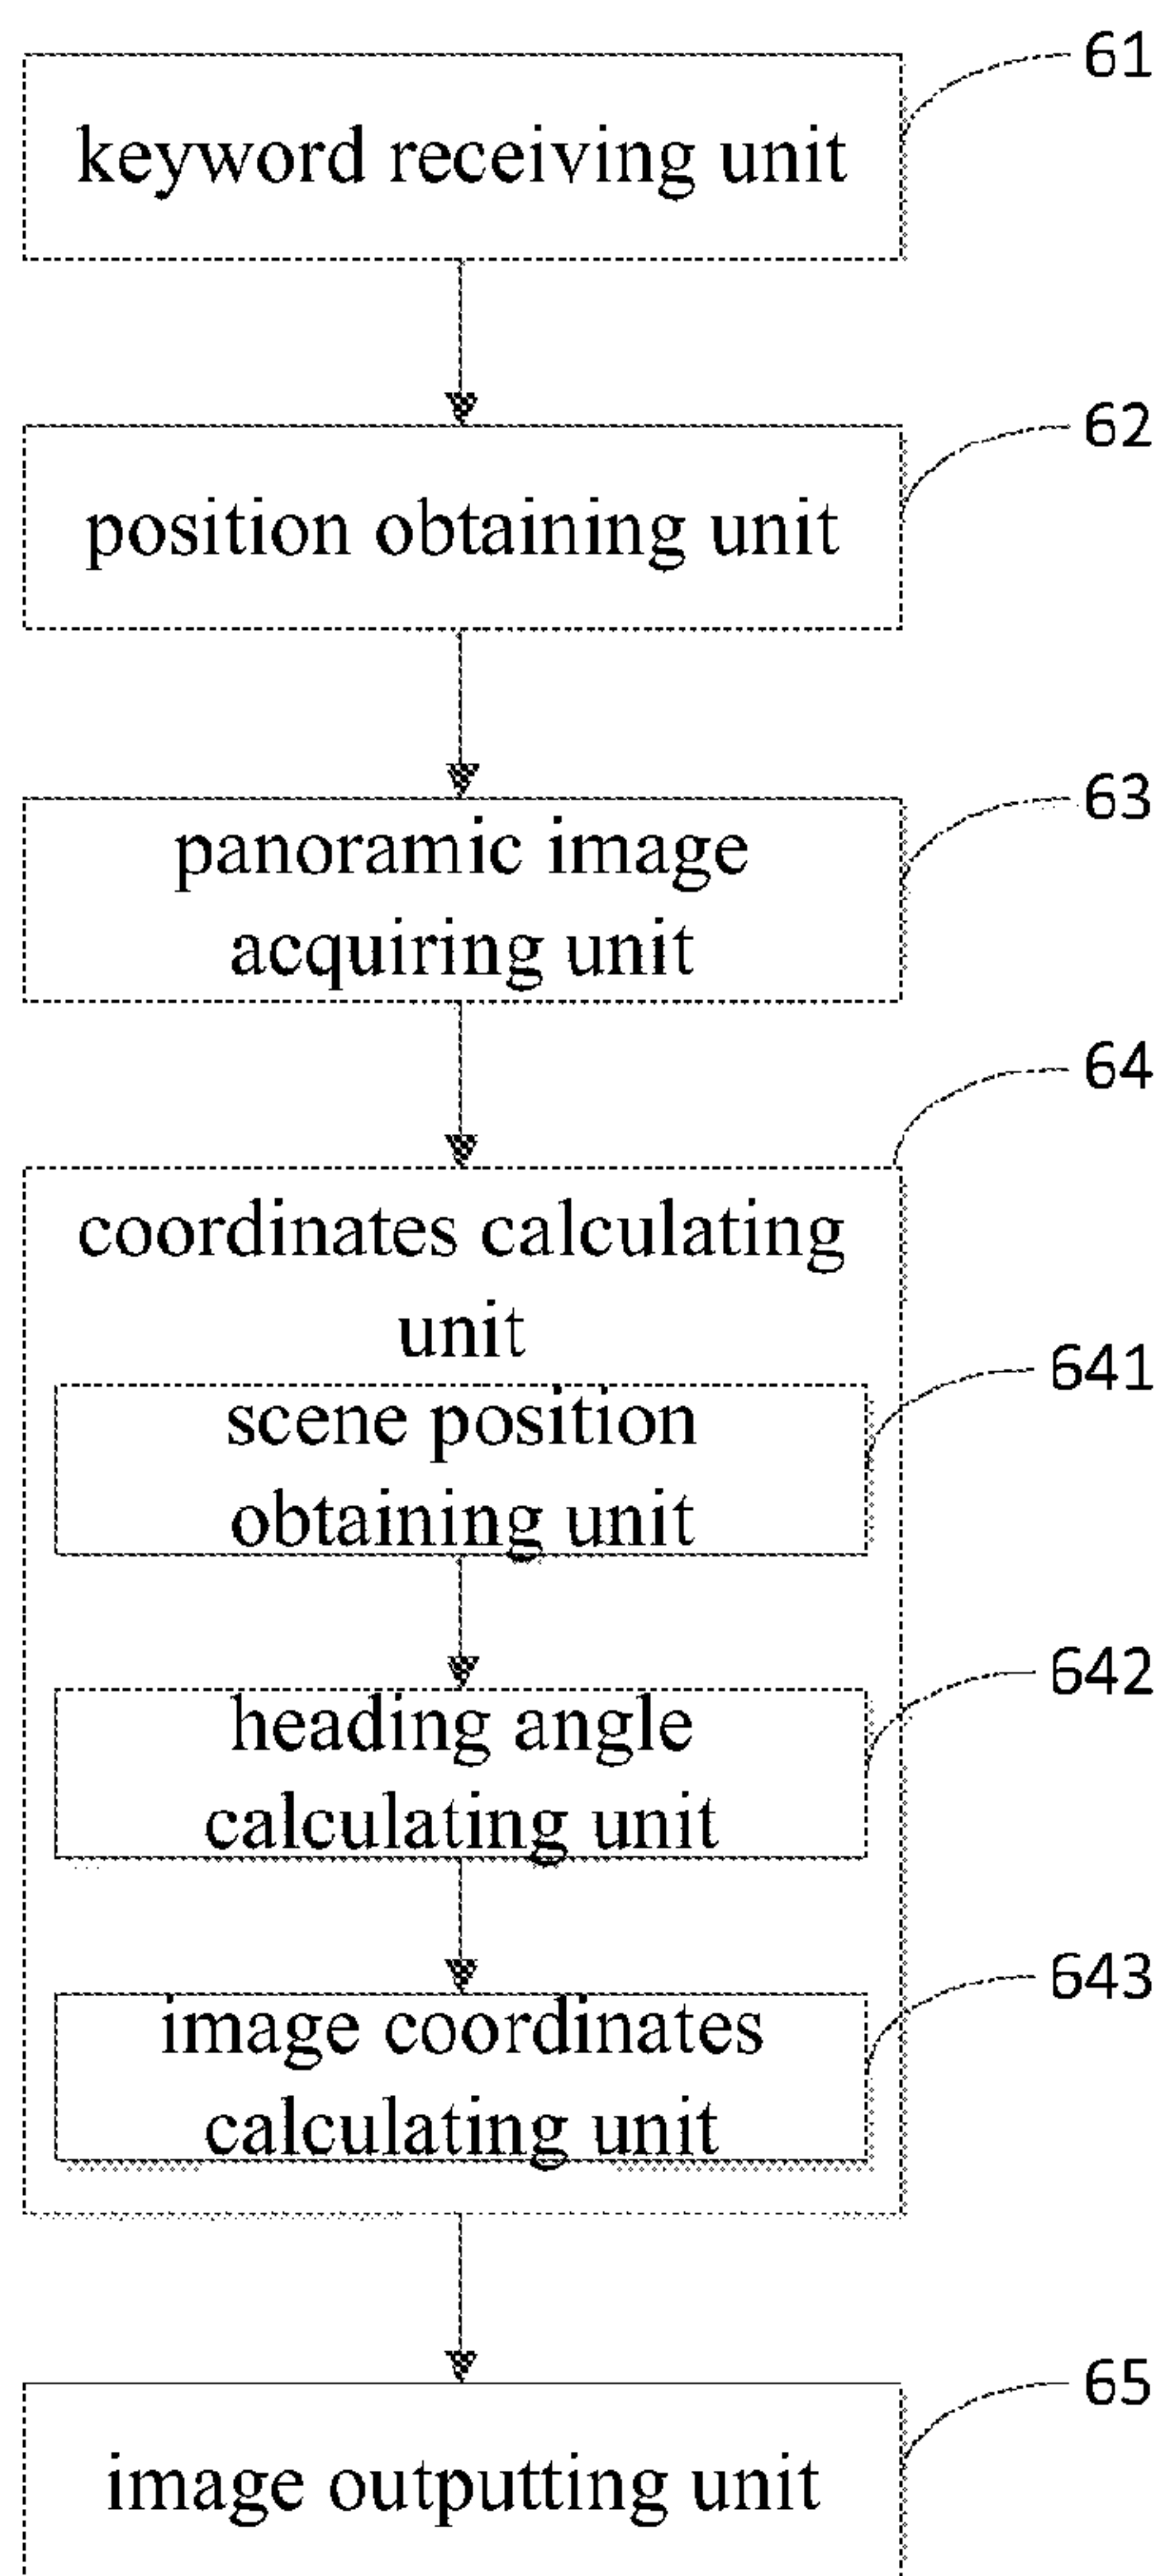 61
keyword receiving unit
62
position obtaining unit
63
panoramic image
acquiring unit
64
coordinates calculating
unit
641
scene position
obtaining unit
642
heading angle
calculating unit
643
image coordinates
calculating unit
65
image outputting unit